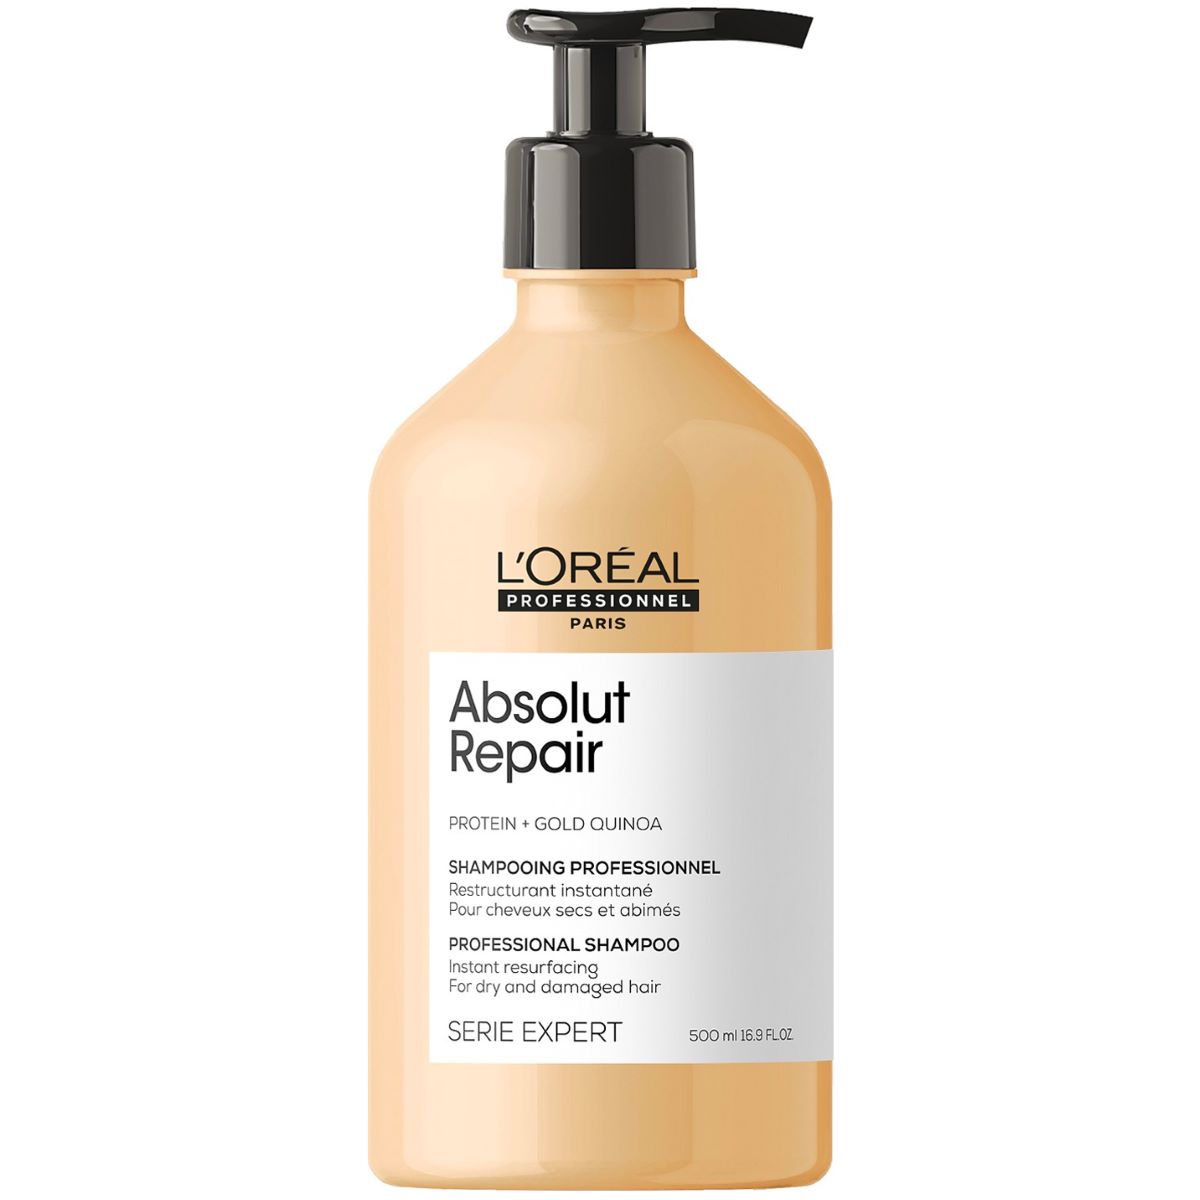 L'ORÉAL
PROFESSIONNEL
PARIS
Absolut
Repair
PROTEIN + GOLD QUINOA
SHAMPOOING PROFESSIONNEL
Restructurant instantané
Pour cheveux secs et abimés
PROFESSIONAL SHAMPOO
Instant resurfacing
For dry and damaged hair
SERIE EXPERT
500 ml 16.9 FL.OZ.